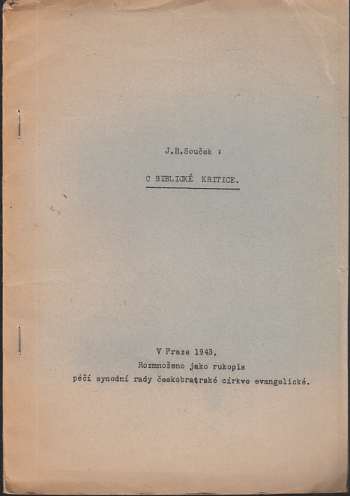 J.B.Souček :
O BIBLICKÉ KRITICE.
V Praze 1943,
Rozmnoženo jako rukopis
péčí synodní rady českobratrské církve evangelické.